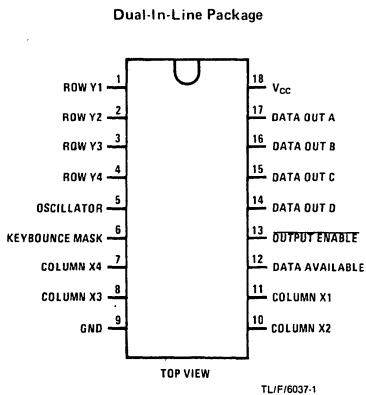 Dual-In-Line Package
ROW Y1 1 18 VCC
ROW Y2 2 17 DATA OUT A
ROW Y3 3 16 DATA OUT B
ROW Y4 4 15 DATA OUT C
OSCILLATOR 5 14 DATA OUT D
KEYBOUNCE MASK 6 13 OUTPUT ENABLE
COLUMN X4 7 12 DATA AVAILABLE
COLUMN X3 8 11 COLUMN X1
GND 9 10 COLUMN X2
TOP VIEW
TL/F/6037-1